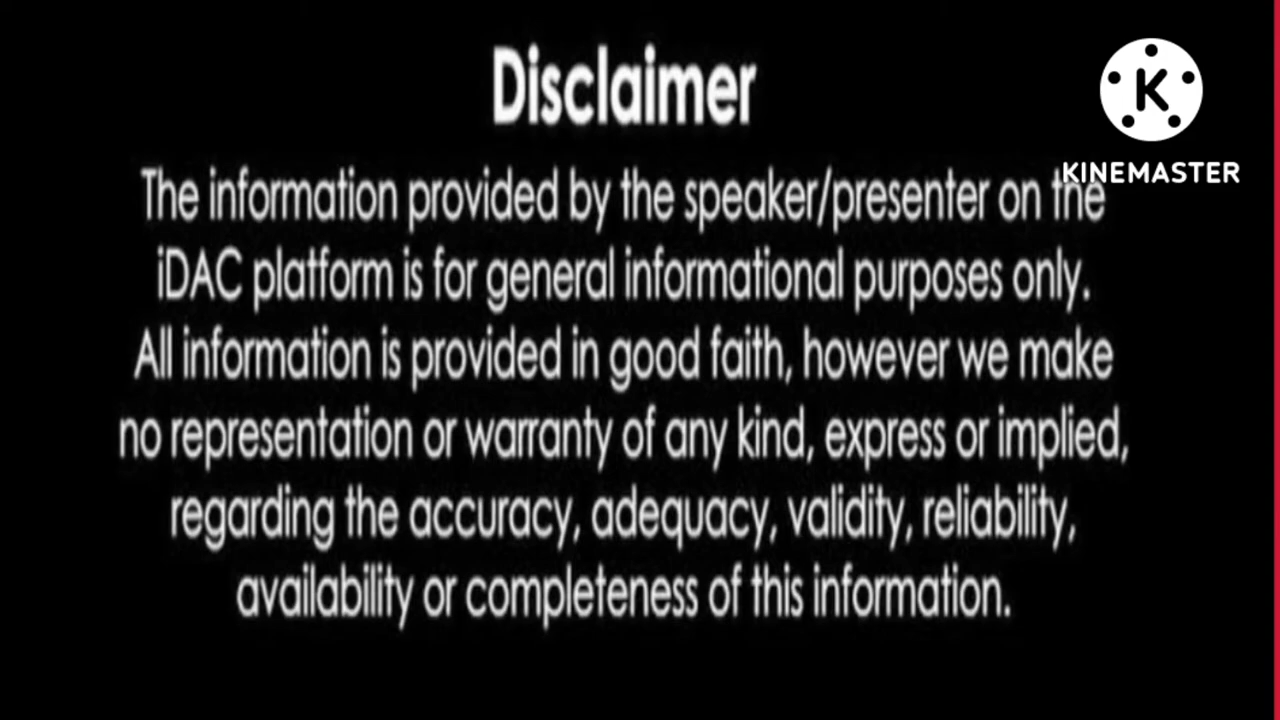 Disclaimer
KINEMASTER
The information provided by the speaker/presenter on the
iDAC platform is for general informational purposes only.
All information is provided in good faith, however we make
no representation or warranty of any kind, express or implied,
regarding the accuracy, adequacy, validity, reliability,
availability or completeness of this information.